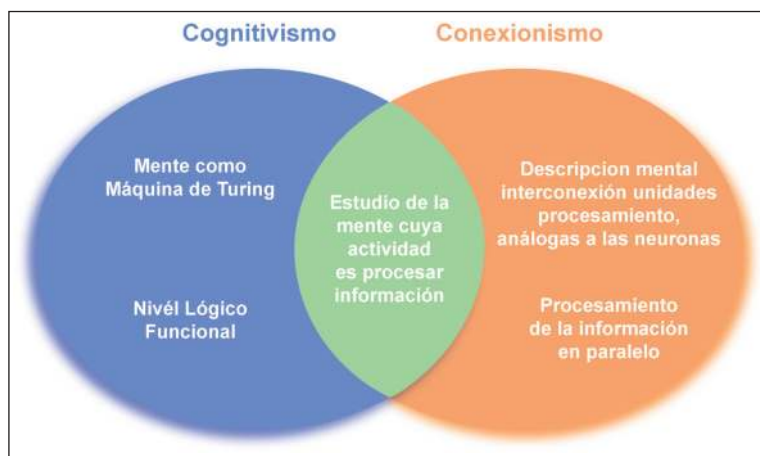 Cognitivismo
Conexionismo
Mente como
Máquina de Turing
Nivél Lógico
Funcional
Estudio de la
mente cuya
actividad
es procesar
información
Descripcion mental
interconexión unidades
procesamiento,
análogas a las neuronas
Procesamiento
de la información
en paralelo